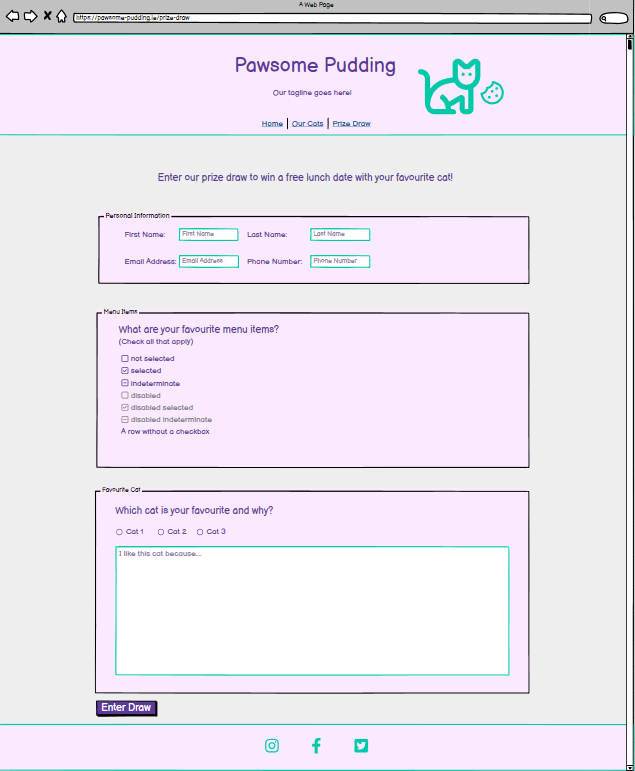 A Web Page
https://pawsome-pudding.ie/prize-draw
Pawsome Pudding
Our tagline goes here!
Home | Our Cats | Prize Draw
Enter our prize draw to win a free lunch date with your favourite cat!
Personal Information
First Name: First Name Last Name: Last Name
Email Address: Email Address Phone Number: Phone Number
Menu Items
What are your favourite menu items?
(Check all that apply)
not selected
selected
indeterminate
disabled
disabled selected
disabled indeterminate
A row without a checkbox
Favourite Cat
Which cat is your favourite and why?
Cat 1 Cat 2 Cat 3
I like this cat because...
Enter Draw